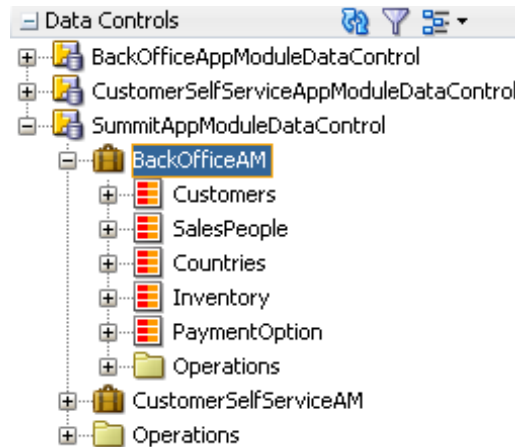 Data Controls
BackOfficeAppModuleDataControl
CustomerSelfServiceAppModuleDataControl
SummitAppModuleDataControl
BackOfficeAM
Customers
SalesPeople
Countries
Inventory
PaymentOption
Operations
CustomerSelfServiceAM
Operations